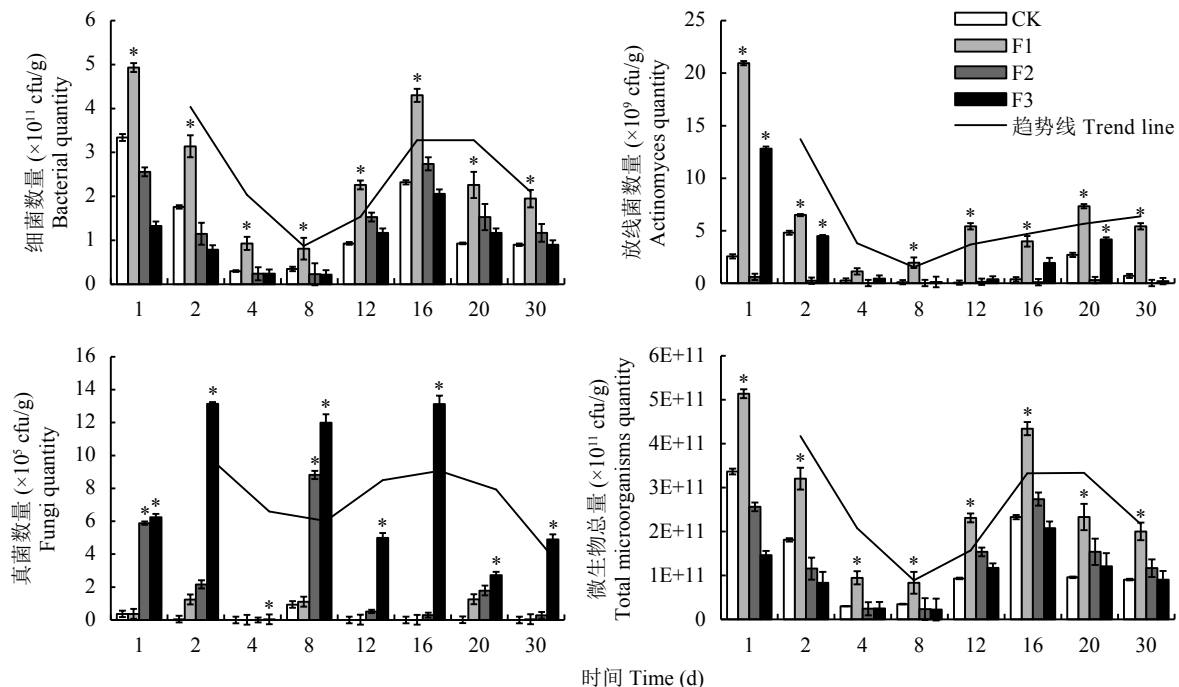 细菌数量 (×10¹¹ cfu/g)
Bacterial quantity
6
5
4
3
2
1
0
* * * * * * * *
1 2 4 8 12 16 20 30
放线菌数量 (×10⁹ cfu/g)
Actinomyces quantity
25
20
15
10
5
0
* * * * * * * * * *
1 2 4 8 12 16 20 30
CK
F1
F2
F3
趋势线 Trend line
真菌数量 (×10⁵ cfu/g)
Fungi quantity
16
14
12
10
8
6
4
2
0
* * * * * * * * * *
1 2 4 8 12 16 20 30
微生物总量 (×10¹¹ cfu/g)
Total microorganisms quantity
6E+11
5E+11
4E+11
3E+11
2E+11
1E+11
0
* * * * * * * *
1 2 4 8 12 16 20 30
时间 Time (d)